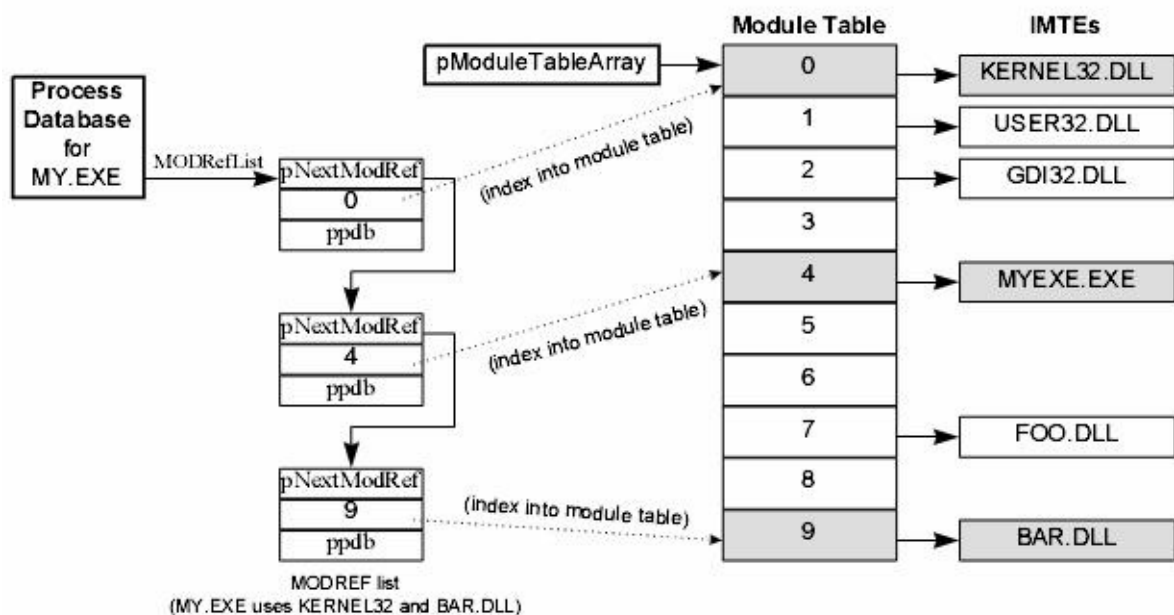 Module Table
IMTEs
pModuleTableArray
Process
Database
for
MY.EXE
MODRefList
pNextModRef
0
ppdb
(index into module table)
pNextModRef
4
ppdb
(index into module table)
pNextModRef
9
ppdb
(index into module table)
MODREF list
(MY.EXE uses KERNEL32 and BAR.DLL)
0
1
2
3
4
5
6
7
8
9
KERNEL32.DLL
USER32.DLL
GDI32.DLL
MYEXE.EXE
FOO.DLL
BAR.DLL